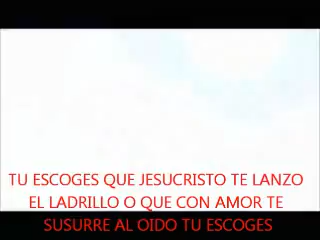 TU ESCOGES QUE JESUCRISTO TE LANZO
EL LADRILLO O QUE CON AMOR TE
SUSURRE AL OIDO TU ESCOGES